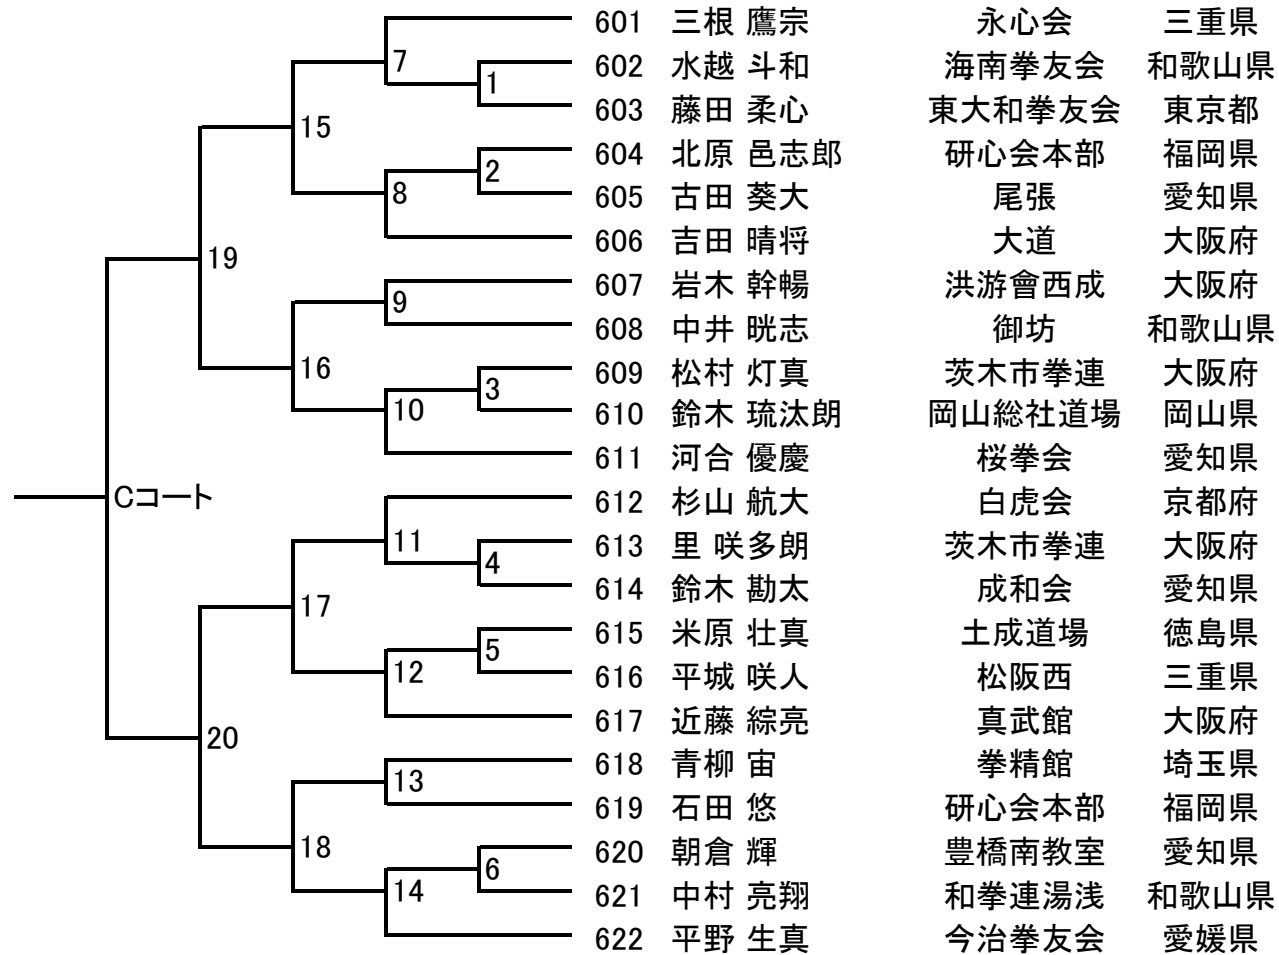 601 三根 鷹宗 永心会 三重県
7
602 水越 斗和 海南拳友会 和歌山県
1
603 藤田 柔心 東大和拳友会 東京都
15
604 北原 邑志郎 研心会本部 福岡県
2
605 古田 葵大 尾張 愛知県
8
606 吉田 晴将 大道 大阪府
19
607 岩木 幹暢 洪游會西成 大阪府
9
608 中井 晄志 御坊 和歌山県
16
609 松村 灯真 茨木市拳連 大阪府
3
610 鈴木 琉汰朗 岡山総社道場 岡山県
10
611 河合 優慶 桜拳会 愛知県
Cコート
612 杉山 航大 白虎会 京都府
11
613 里 咲多朗 茨木市拳連 大阪府
4
614 鈴木 勘太 成和会 愛知県
17
615 米原 壮真 土成道場 徳島県
5
616 平城 咲人 松阪西 三重県
12
617 近藤 綜亮 真武館 大阪府
20
618 青柳 宙 拳精館 埼玉県
13
619 石田 悠 研心会本部 福岡県
18
620 朝倉 輝 豊橋南教室 愛知県
6
621 中村 亮翔 和拳連湯浅 和歌山県
14
622 平野 生真 今治拳友会 愛媛県